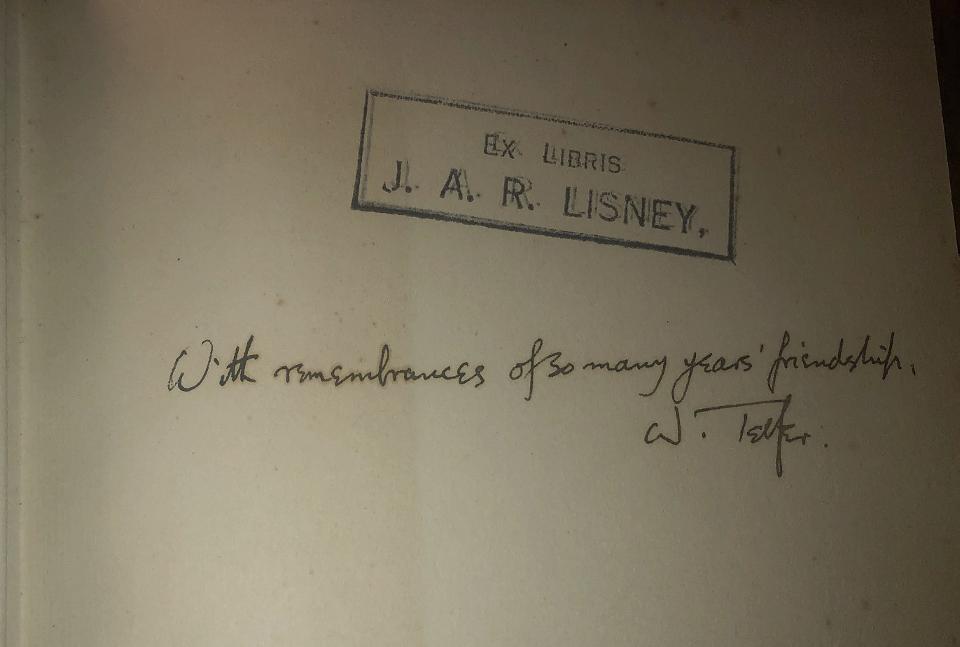 EX LIBRIS
J. A. R. LISNEY,
With remembrances of so many years' friendship.
W. Telfer.